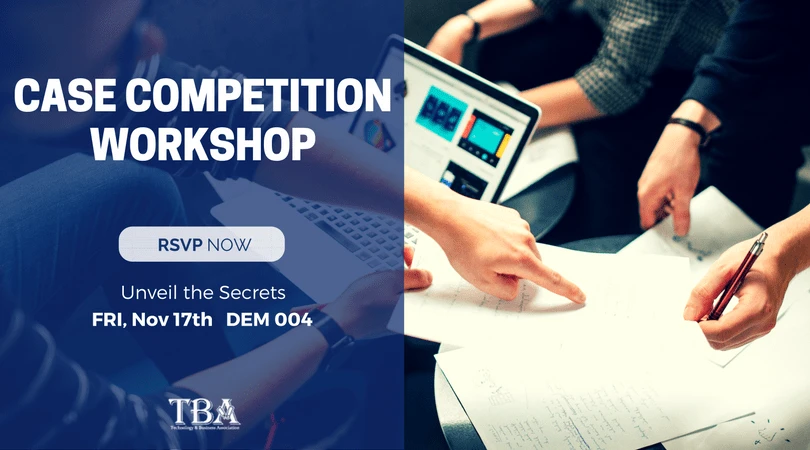 CASE COMPETITION
WORKSHOP
RSVP NOW
Unveil the Secrets
FRI, Nov 17th DEM 004
TBA
Technology & Business Association